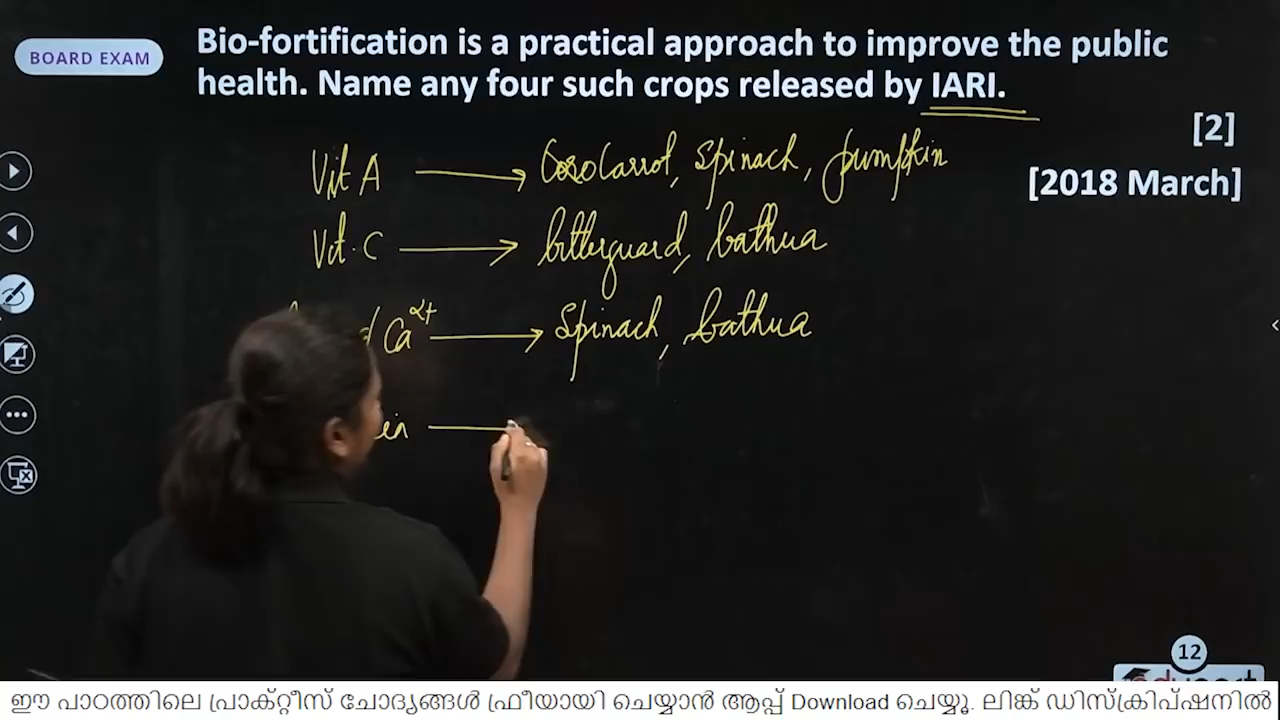 BOARD EXAM
Bio-fortification is a practical approach to improve the public
health. Name any four such crops released by IARI.
[2]
[2018 March]
Vit A → Carrot, Spinach, pumpkin
Vit. C → bitterguard, bathua
Ca²⁺ → Spinach, bathua
12
ഈ പാഠത്തിലെ പ്രാക്റ്റീസ് ചോദ്യങ്ങൾ ഫ്രീയായി ചെയ്യാൻ ആപ്പ് Download ചെയ്യൂ. ലിങ്ക് ഡിസ്ക്രിപ്ഷനിൽ